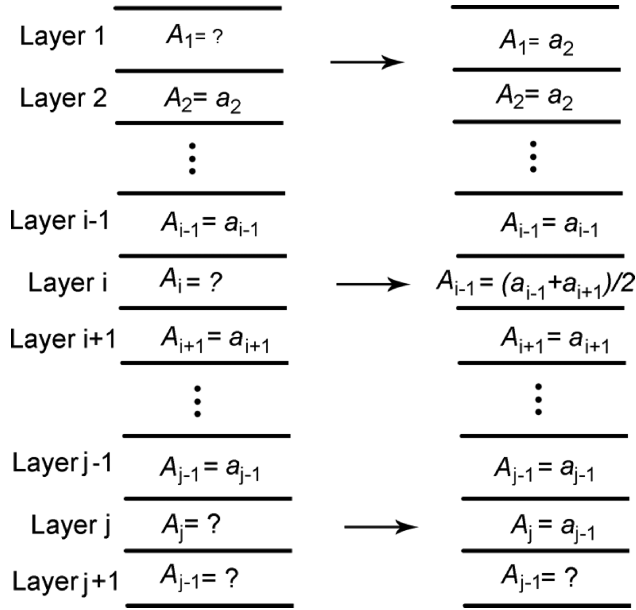 Layer 1 A₁= ? A₁= a₂
Layer 2 A₂= a₂ A₂= a₂
Layer i-1 Aᵢ₋₁= aᵢ₋₁ Aᵢ₋₁= aᵢ₋₁
Layer i Aᵢ= ? Aᵢ₋₁= (aᵢ₋₁+aᵢ₊₁)/2
Layer i+1 Aᵢ₊₁= aᵢ₊₁ Aᵢ₊₁= aᵢ₊₁
Layer j-1 Aⱼ₋₁= aⱼ₋₁ Aⱼ₋₁= aⱼ₋₁
Layer j Aⱼ= ? Aⱼ= aⱼ₋₁
Layer j+1 Aⱼ₋₁= ? Aⱼ₋₁= ?